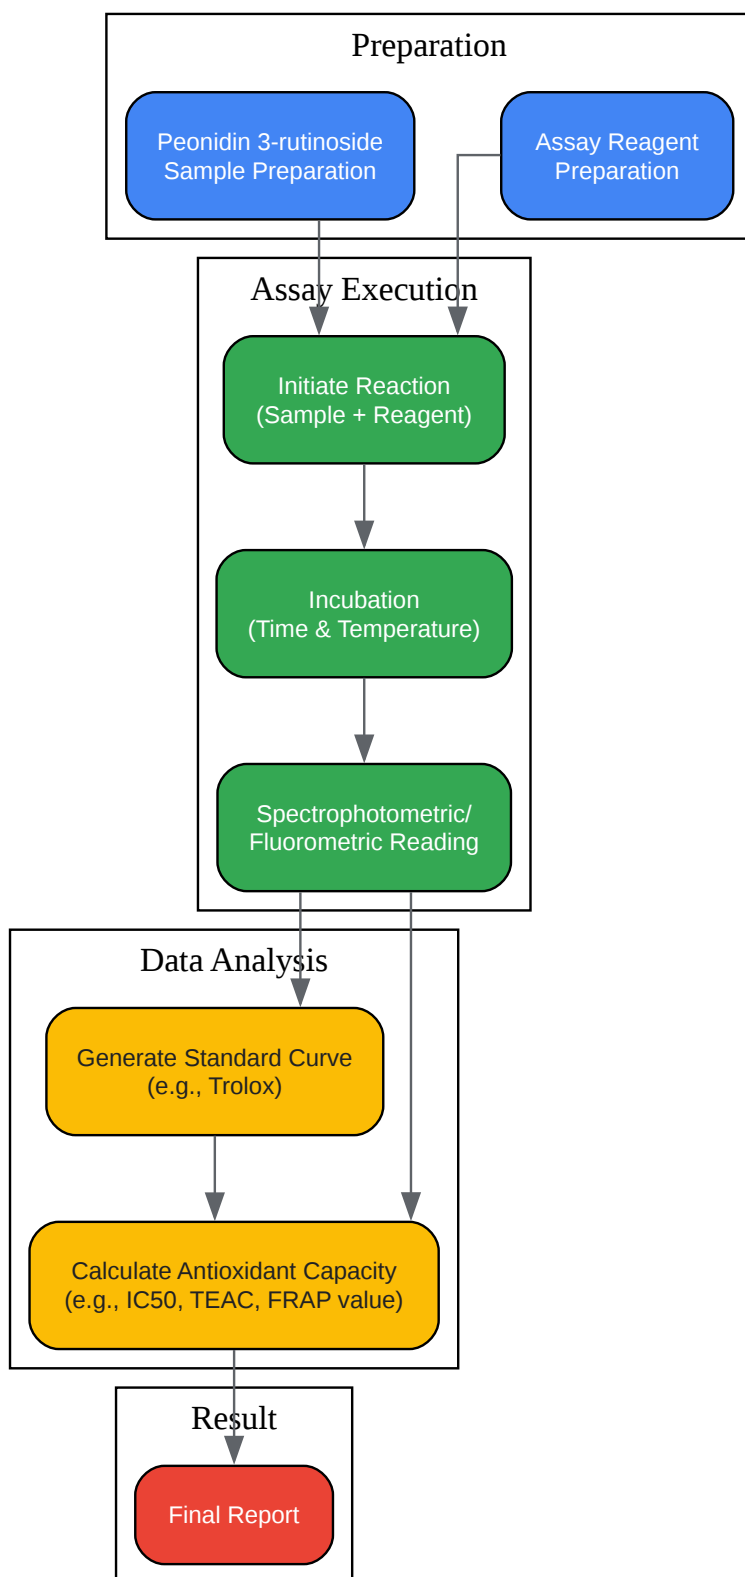 Preparation
Peonidin 3-rutinoside
Sample Preparation
Assay Reagent
Preparation
Assay Execution
Initiate Reaction
(Sample + Reagent)
Incubation
(Time & Temperature)
Spectrophotometric/
Fluorometric Reading
Data Analysis
Generate Standard Curve
(e.g., Trolox)
Calculate Antioxidant Capacity
(e.g., IC50, TEAC, FRAP value)
Result
Final Report